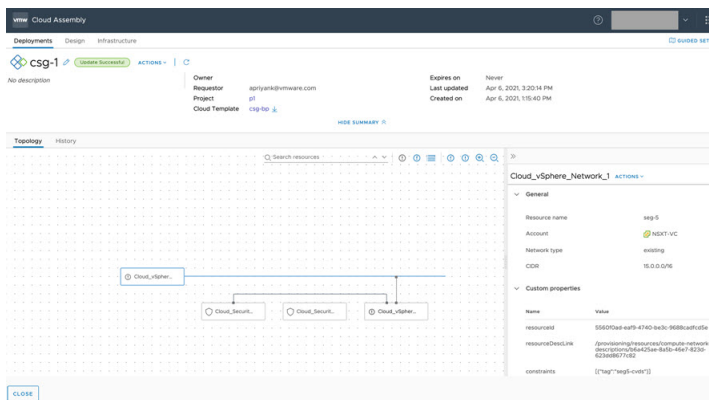 vmw Cloud Assembly
Deployments Design Infrastructure
GUIDED SET
csg-1 Update Successful ACTIONS
No description
Owner
Requestor apriyank@vmware.com
Project p1
Cloud Template csg-bp
Expires on Never
Last updated Apr 6, 2021, 3:20:14 PM
Created on Apr 6, 2021, 1:15:40 PM
HIDE SUMMARY
Topology History
Search resources
Cloud_vSpher...
Cloud_Securit...
Cloud_Securit...
Cloud_vSpher...
Cloud_vSphere_Network_1 ACTIONS
General
Resource name seg-5
Account NSXT-VC
Network type existing
CIDR 15.0.0.0/16
Custom properties
Name Value
resourceId 5560f0ad-eaf9-4740-be3c-9688cadfcd5e
resourceDescLink /provisioning/resources/compute-network-
descriptions/b6a425ae-8a5b-46e7-823d-
623dd8677c82
constraints [{"tag":"seg5-cvds"}]
CLOSE